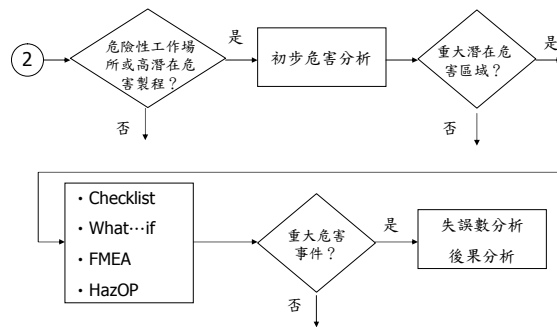 2
危險性工作場
所或高潛在危
害製程？
是
初步危害分析
重大潛在危
害區域？
是
否
否
・Checklist
・What⋯if
・FMEA
・HazOP
重大危害
事件？
是
失誤數分析
後果分析
否